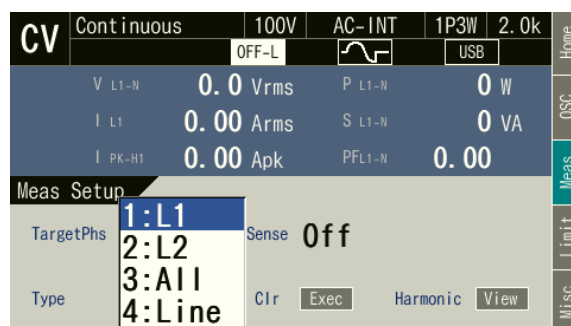 CV Continuous 100V AC-INT 1P3W 2.0k
OFF-L USB
V L1-N 0.0 Vrms P L1-N 0 W
I L1 0.00 Arms S L1-N 0 VA
I PK-H1 0.00 Apk PFL1-N 0.00
Meas Setup
TargetPhs 1:L1 Sense Off
2:L2
3:All
Type 4:Line Clr Exec Harmonic View
Home
OSC
Meas
Limit
Misc